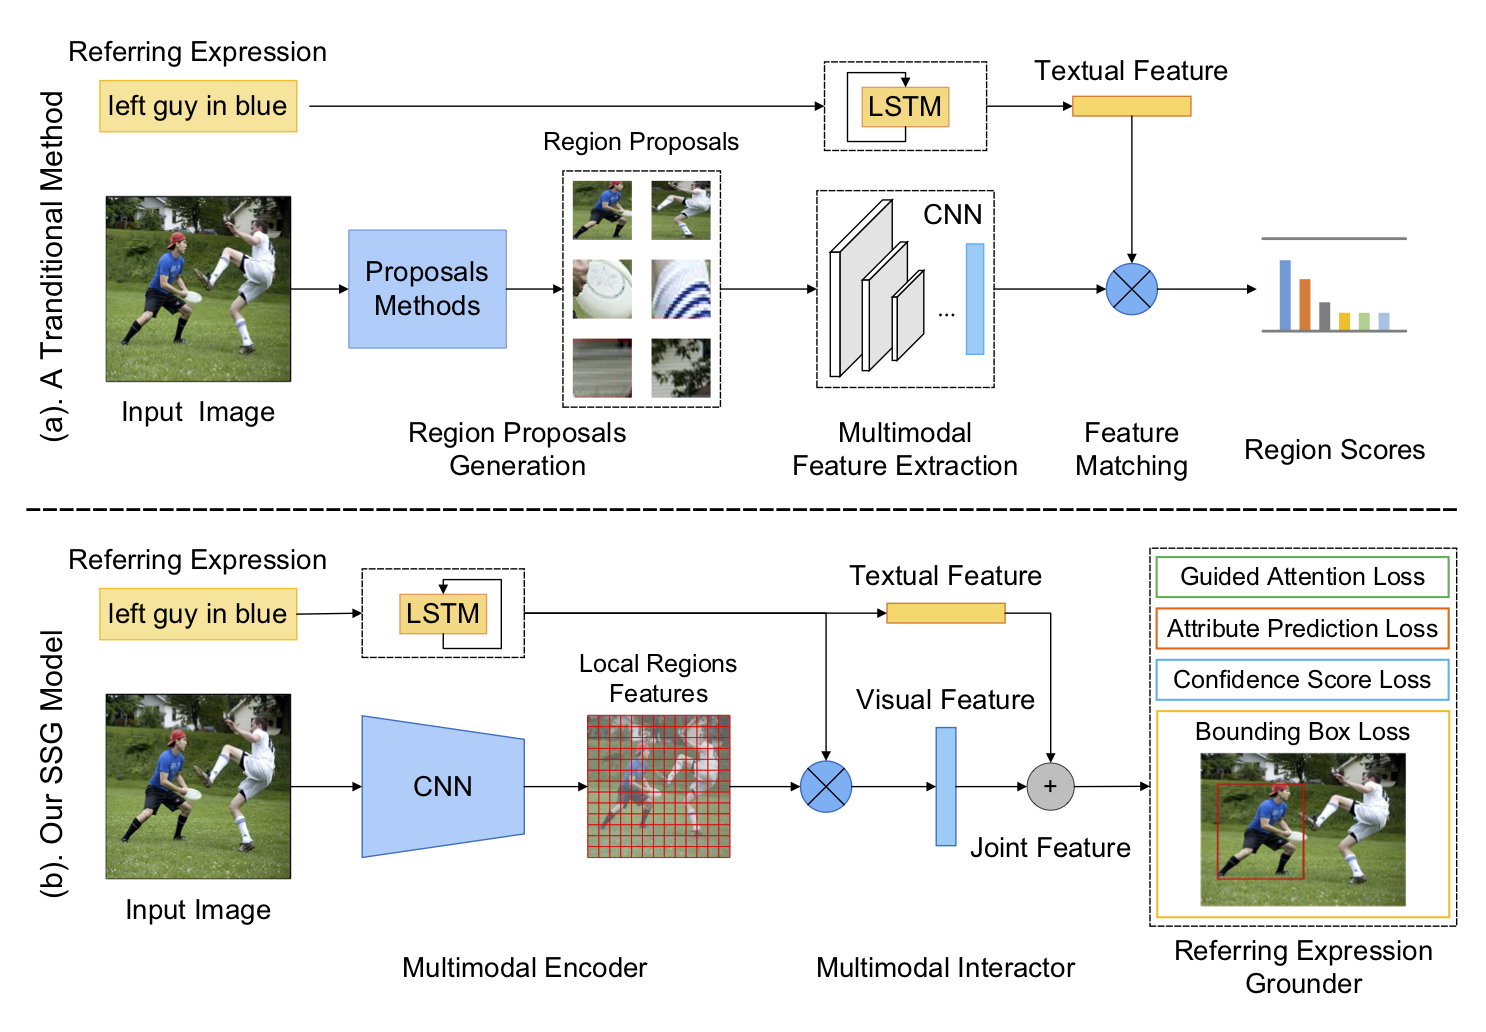 (a). A Tranditional Method
Referring Expression
left guy in blue
LSTM
Textual Feature
Region Proposals
Proposals
Methods
CNN
...
Input Image
Region Proposals
Generation
Multimodal
Feature Extraction
Feature
Matching
Region Scores
(b). Our SSG Model
Referring Expression
left guy in blue
LSTM
Textual Feature
Local Regions
Features
Visual Feature
CNN
+
Joint Feature
Input Image
Guided Attention Loss
Attribute Prediction Loss
Confidence Score Loss
Bounding Box Loss
Multimodal Encoder
Multimodal Interactor
Referring Expression
Grounder